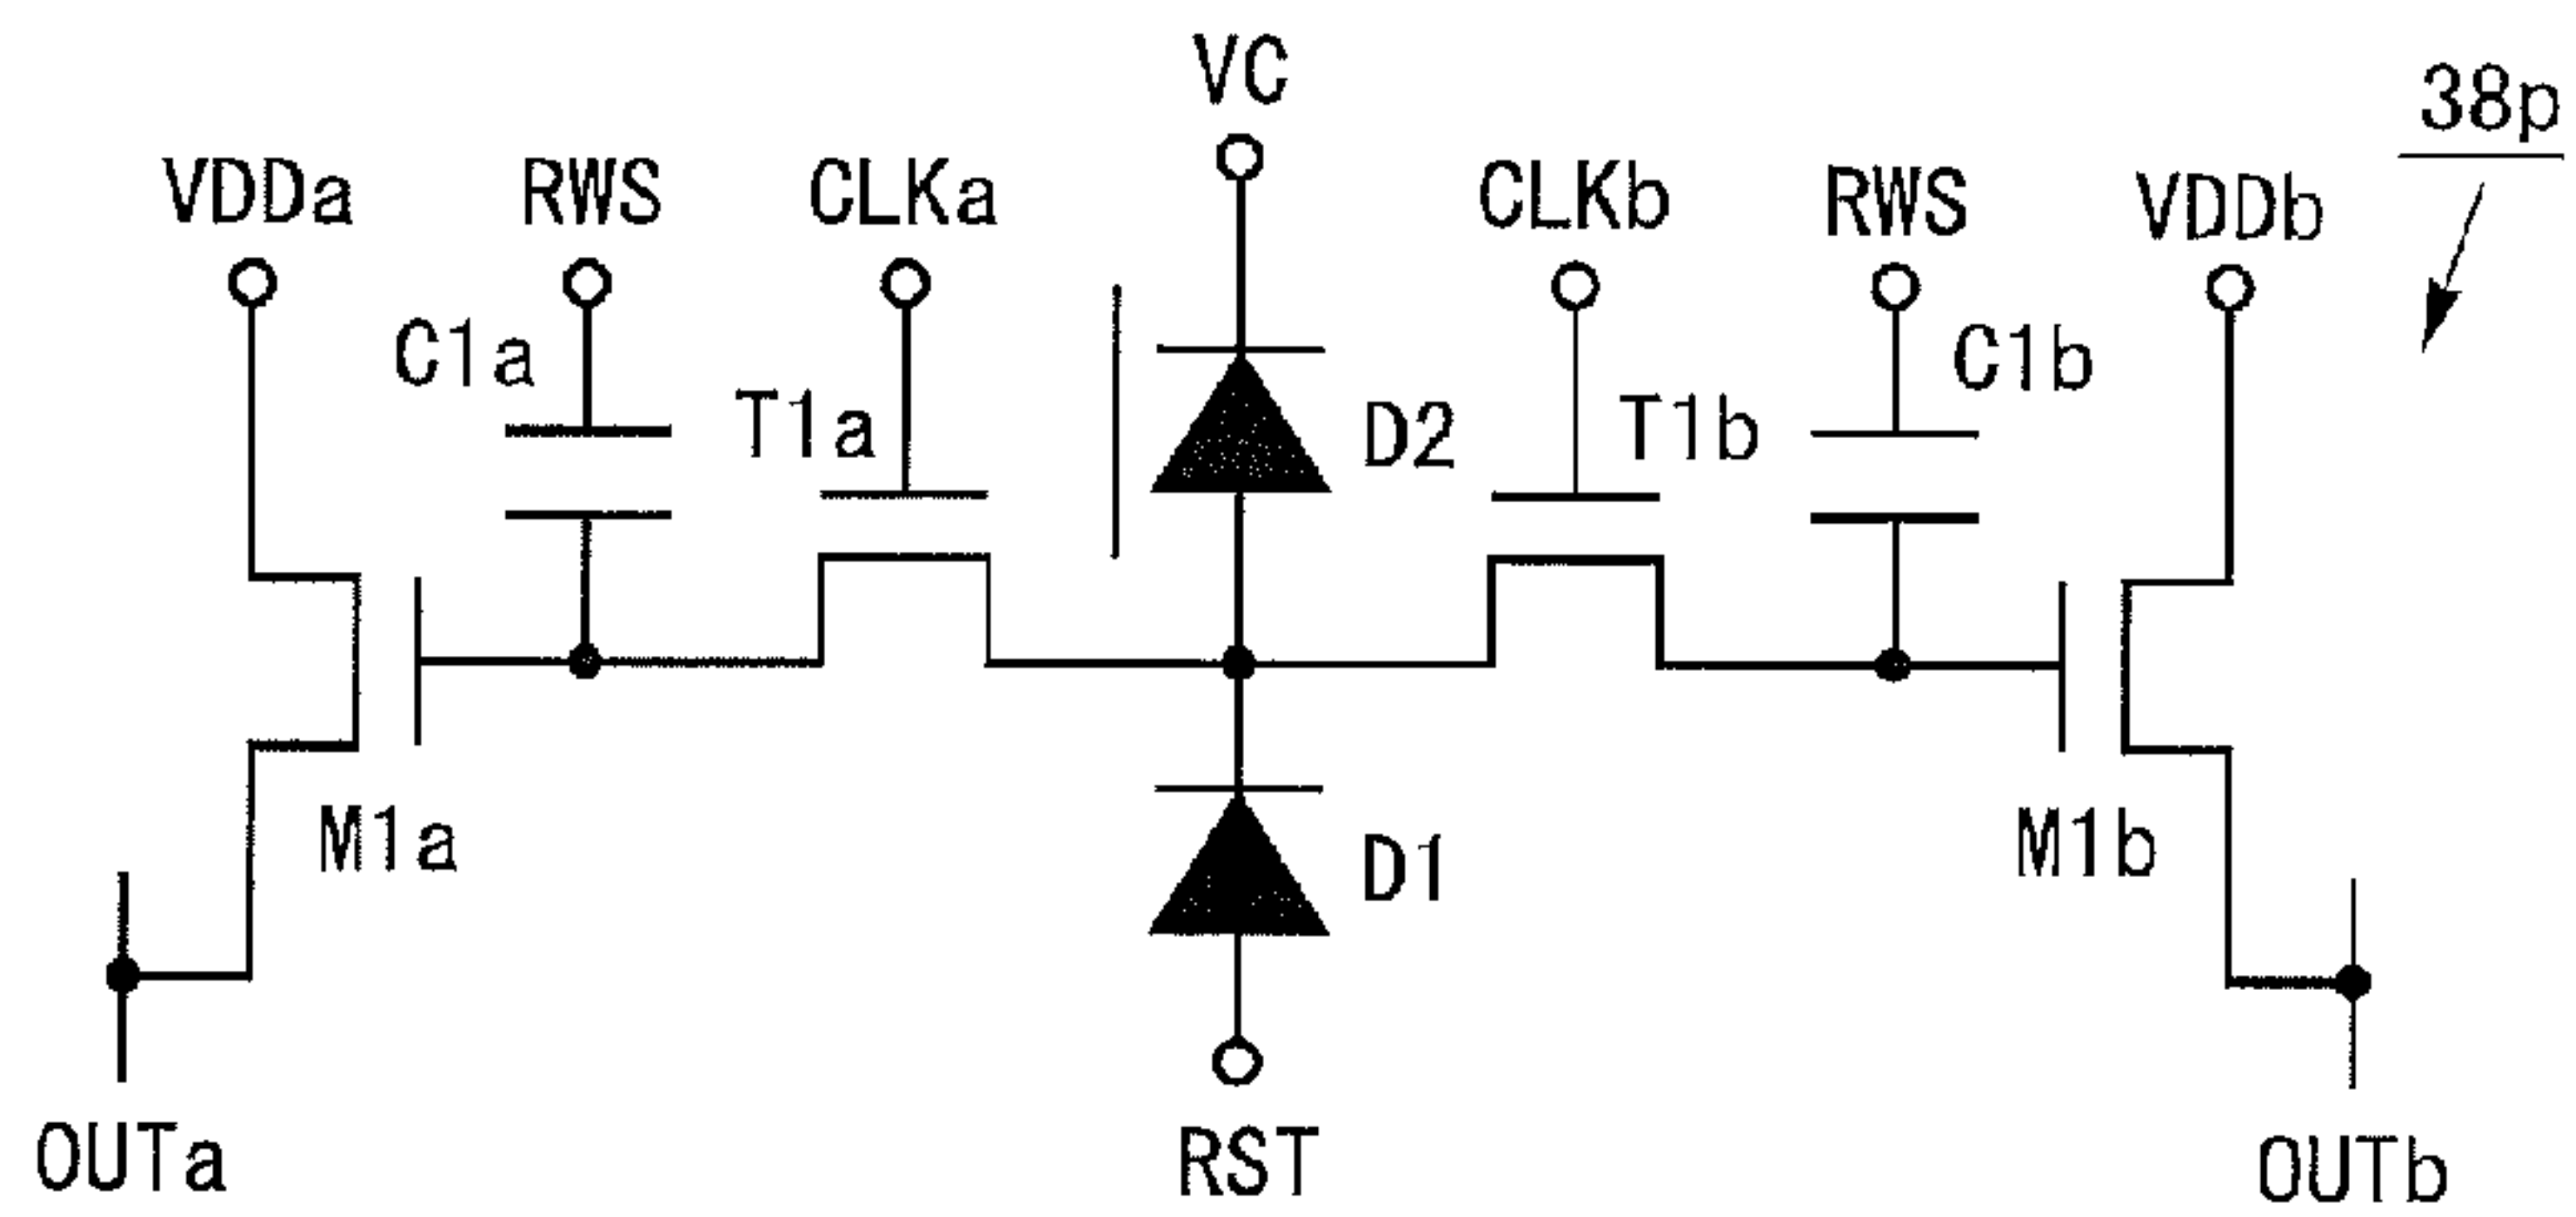 VC
38p
VDDa RWS CLKa CLKb RWS VDDb
C1a C1b
T1a D2 T1b
M1a D1 M1b
OUTa RST OUTb